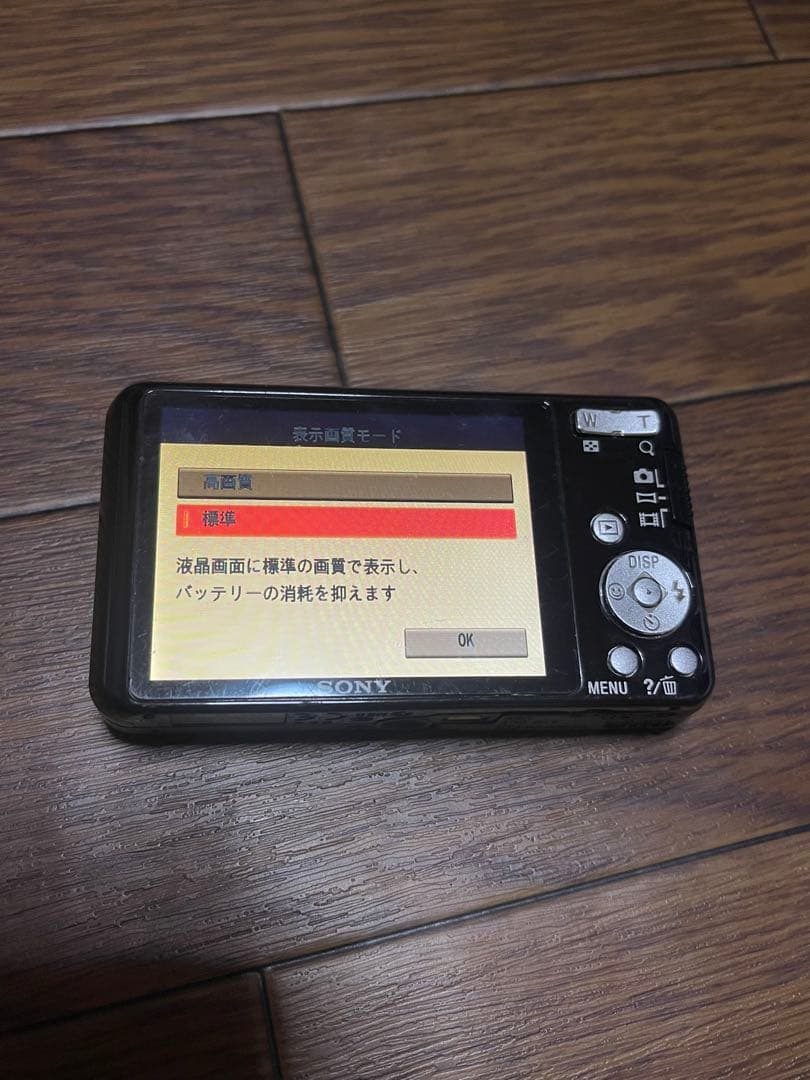 表示画質モード
高画質
標準
液晶画面に標準の画質で表示し、
バッテリーの消耗を抑えます
OK
SONY
W T
DISP
MENU ?/